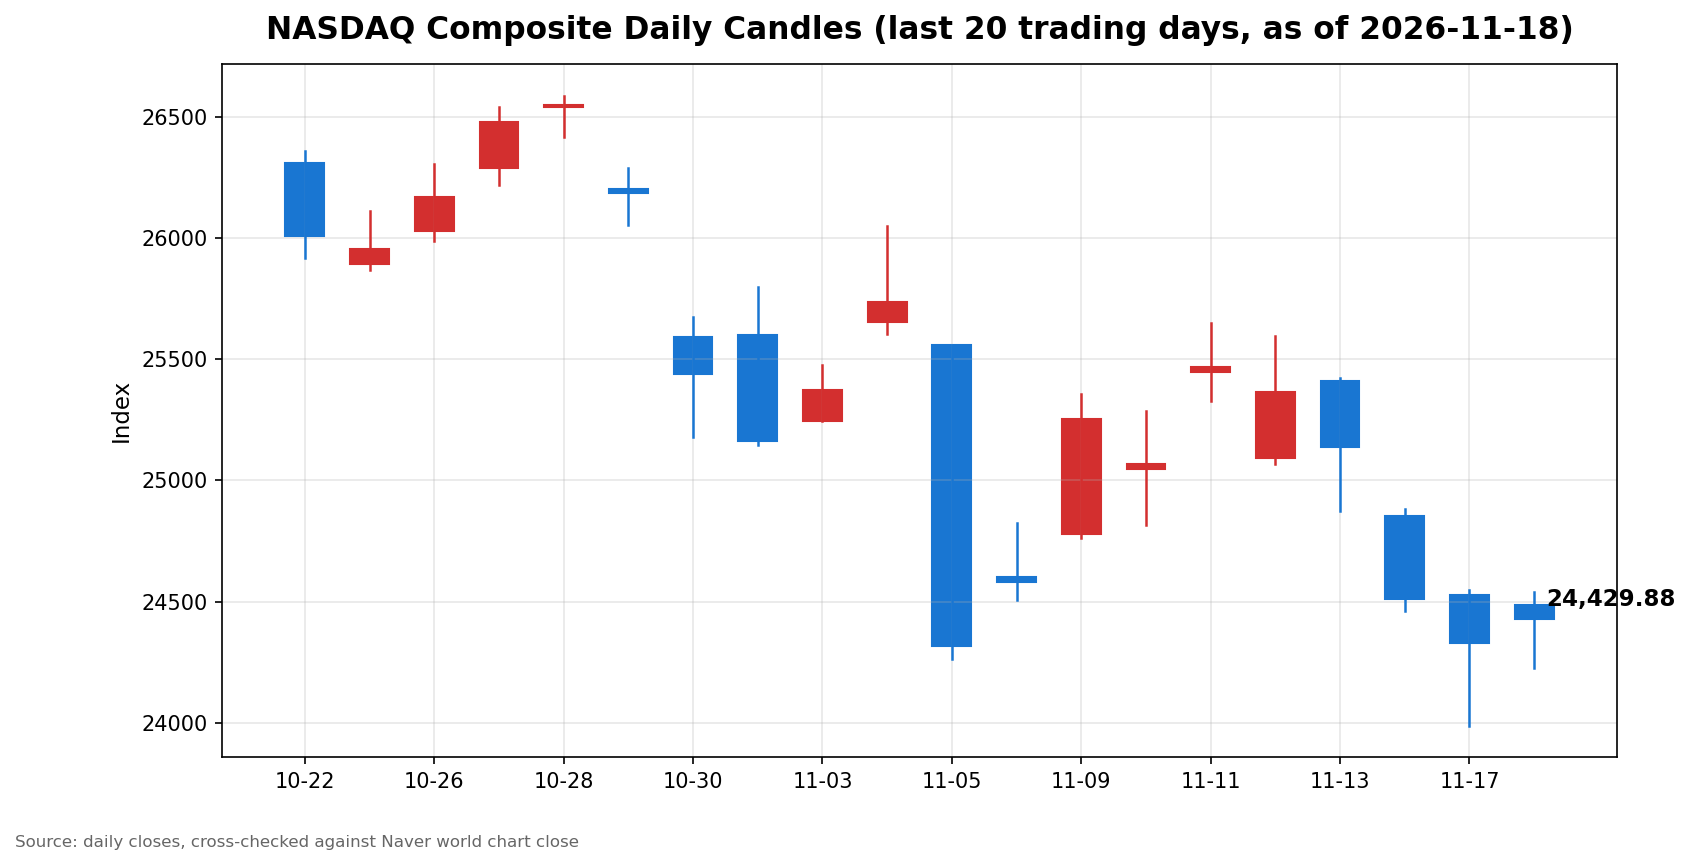 NASDAQ Composite Daily Candles (last 20 trading days, as of 2026-11-18)
Index
26500
26000
25500
25000
24500
24000
24,429.88
10-22 10-26 10-28 10-30 11-03 11-05 11-09 11-11 11-13 11-17
Source: daily closes, cross-checked against Naver world chart close